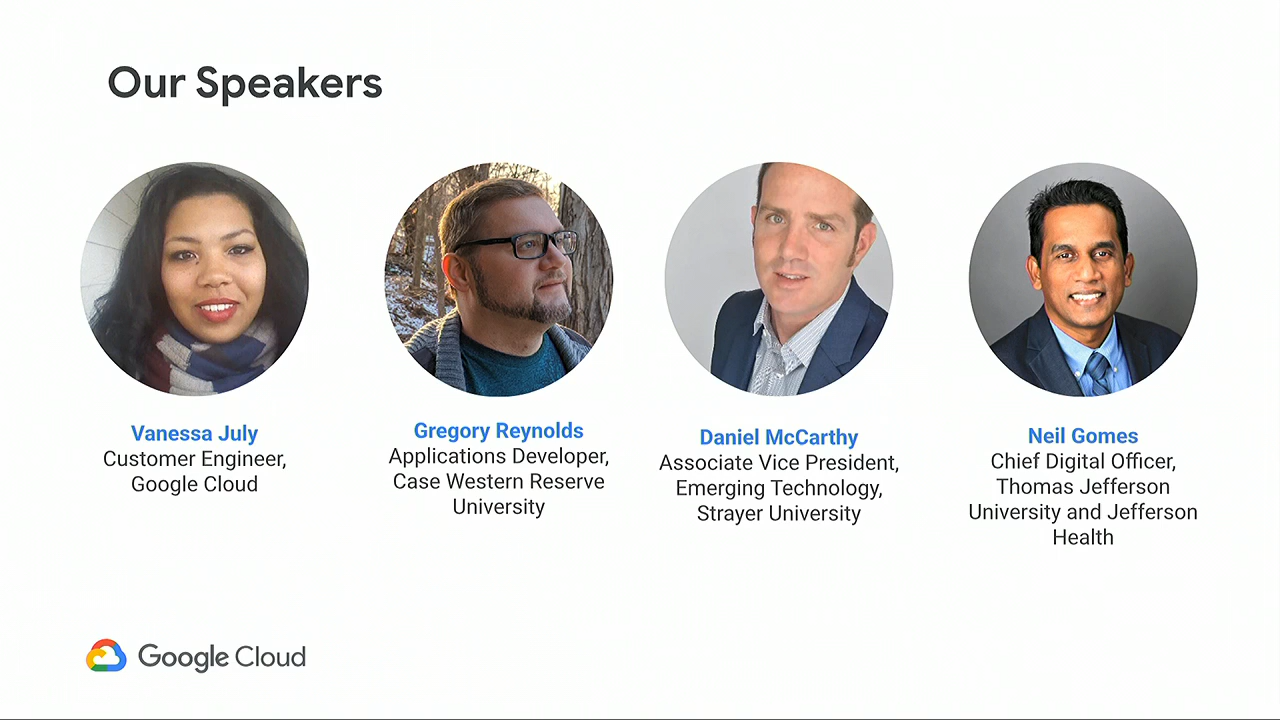 Our Speakers
Vanessa July
Customer Engineer,
Google Cloud
Gregory Reynolds
Applications Developer,
Case Western Reserve
University
Daniel McCarthy
Associate Vice President,
Emerging Technology,
Strayer University
Neil Gomes
Chief Digital Officer,
Thomas Jefferson
University and Jefferson
Health
Google Cloud